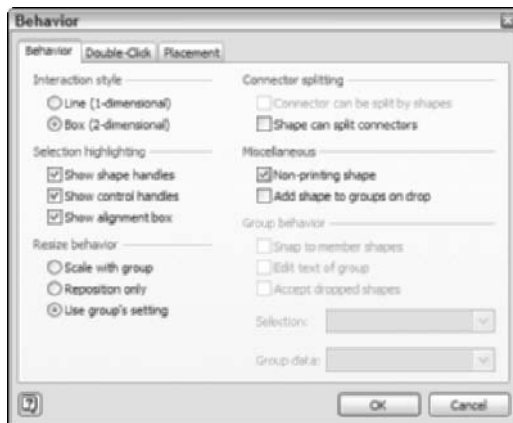 Behavior
Behavior Double-Click Placement
Interaction style
Line (1-dimensional)
Box (2-dimensional)
Selection highlighting
Show shape handles
Show control handles
Show alignment box
Resize behavior
Scale with group
Reposition only
Use group's setting
Connector splitting
Connector can be split by shapes
Shape can split connectors
Miscellaneous
Non-printing shape
Add shape to groups on drop
Group behavior
Snap to member shapes
Edit text of group
Accept dropped shapes
Selection:
Group data:
OK Cancel